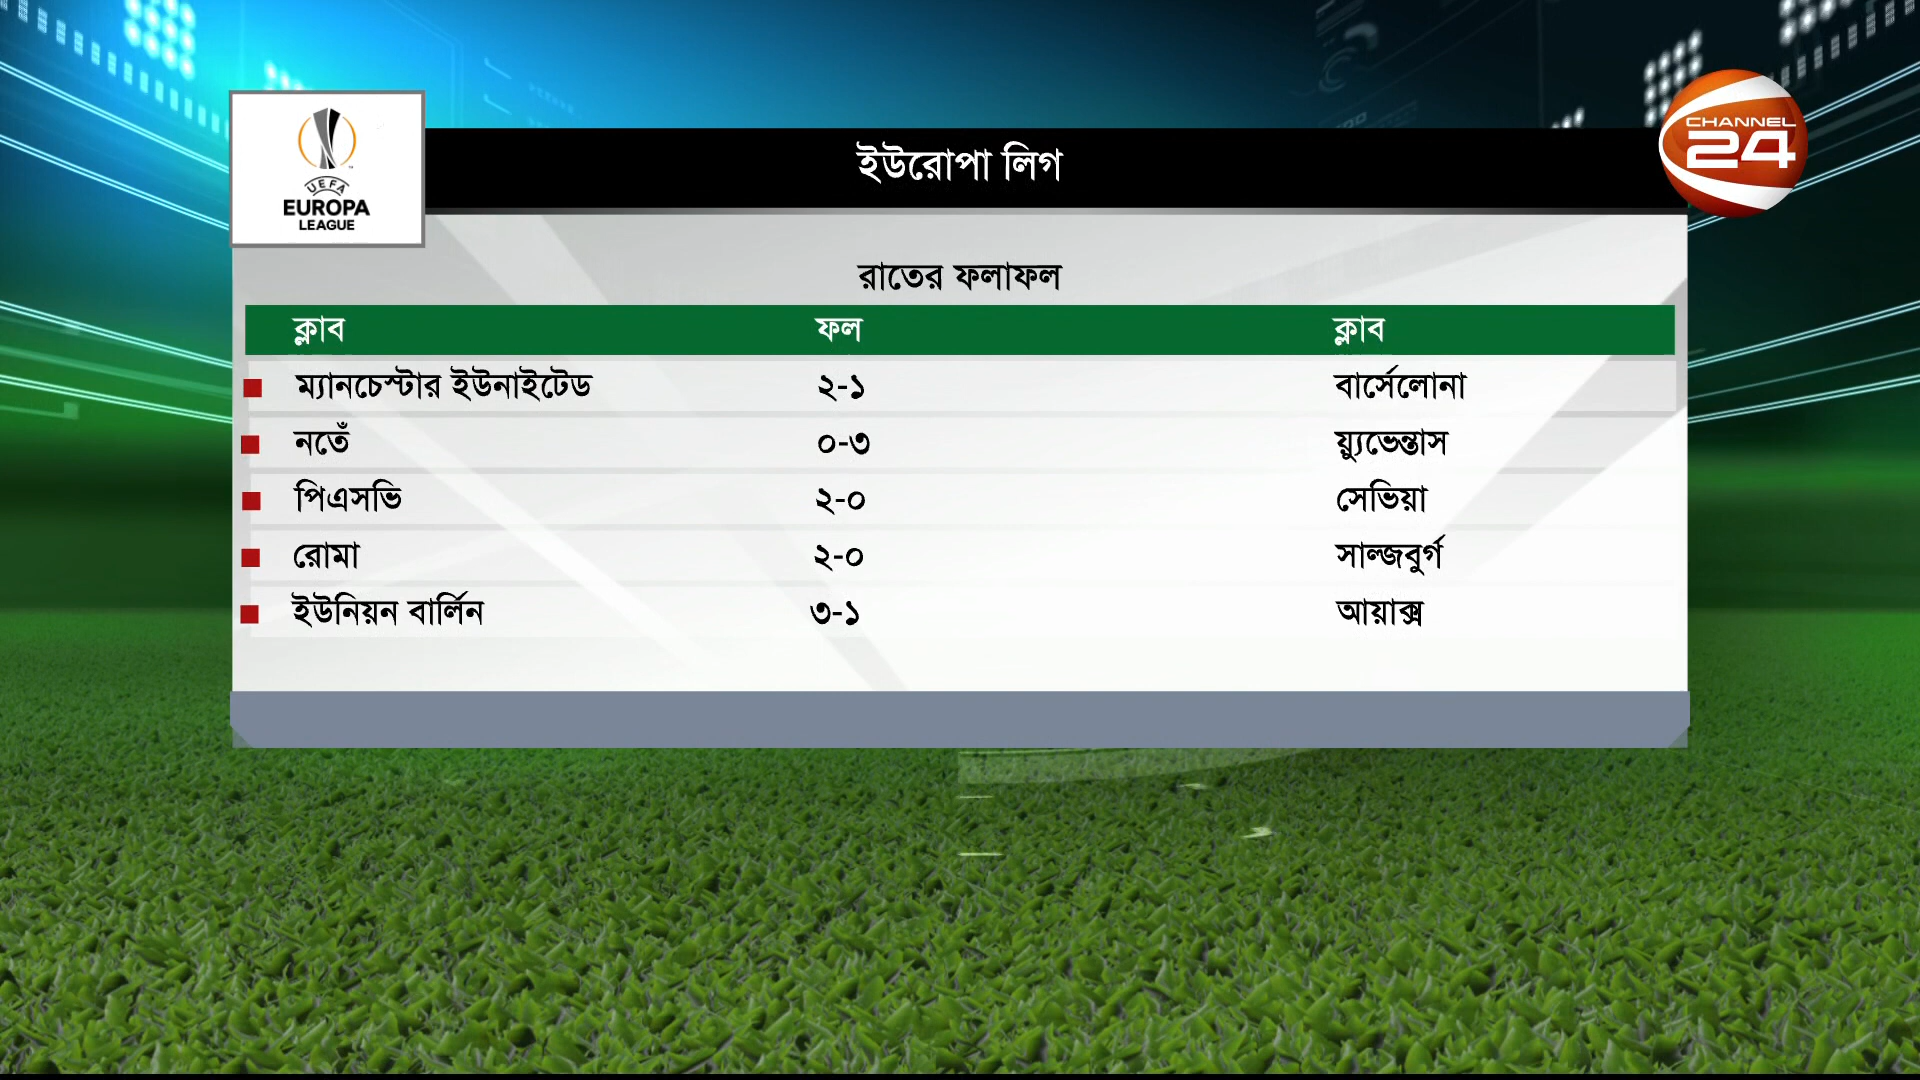 UEFA
EUROPA
LEAGUE
ইউরোপা লিগ
CHANNEL
24
রাতের ফলাফল
ক্লাব ফল ক্লাব
ম্যানচেস্টার ইউনাইটেড ২-১ বার্সেলোনা
নতেঁ ০-৩ য়্যুভেন্তাস
পিএসভি ২-০ সেভিয়া
রোমা ২-০ সাল্জবুর্গ
ইউনিয়ন বার্লিন ৩-১ আয়াক্স